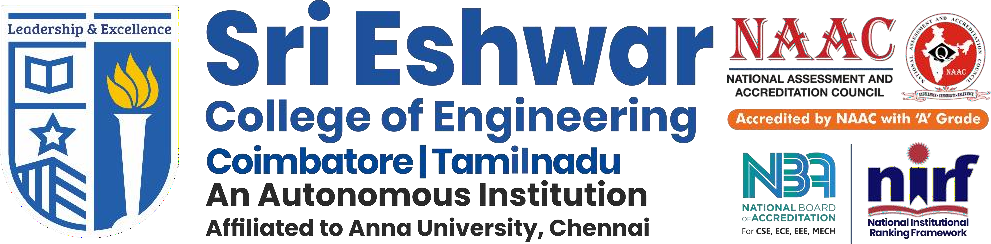 Leadership & Excellence
Sri Eshwar
College of Engineering
Coimbatore | Tamilnadu
An Autonomous Institution
Affiliated to Anna University, Chennai
NAAC
NATIONAL ASSESSMENT AND
ACCREDITATION COUNCIL
NAAC
Accredited by NAAC with 'A' Grade
NBA
NATIONAL BOARD
OF ACCREDITATION
For CSE, ECE, EEE, MECH
nirf
National Institutional
Ranking Framework